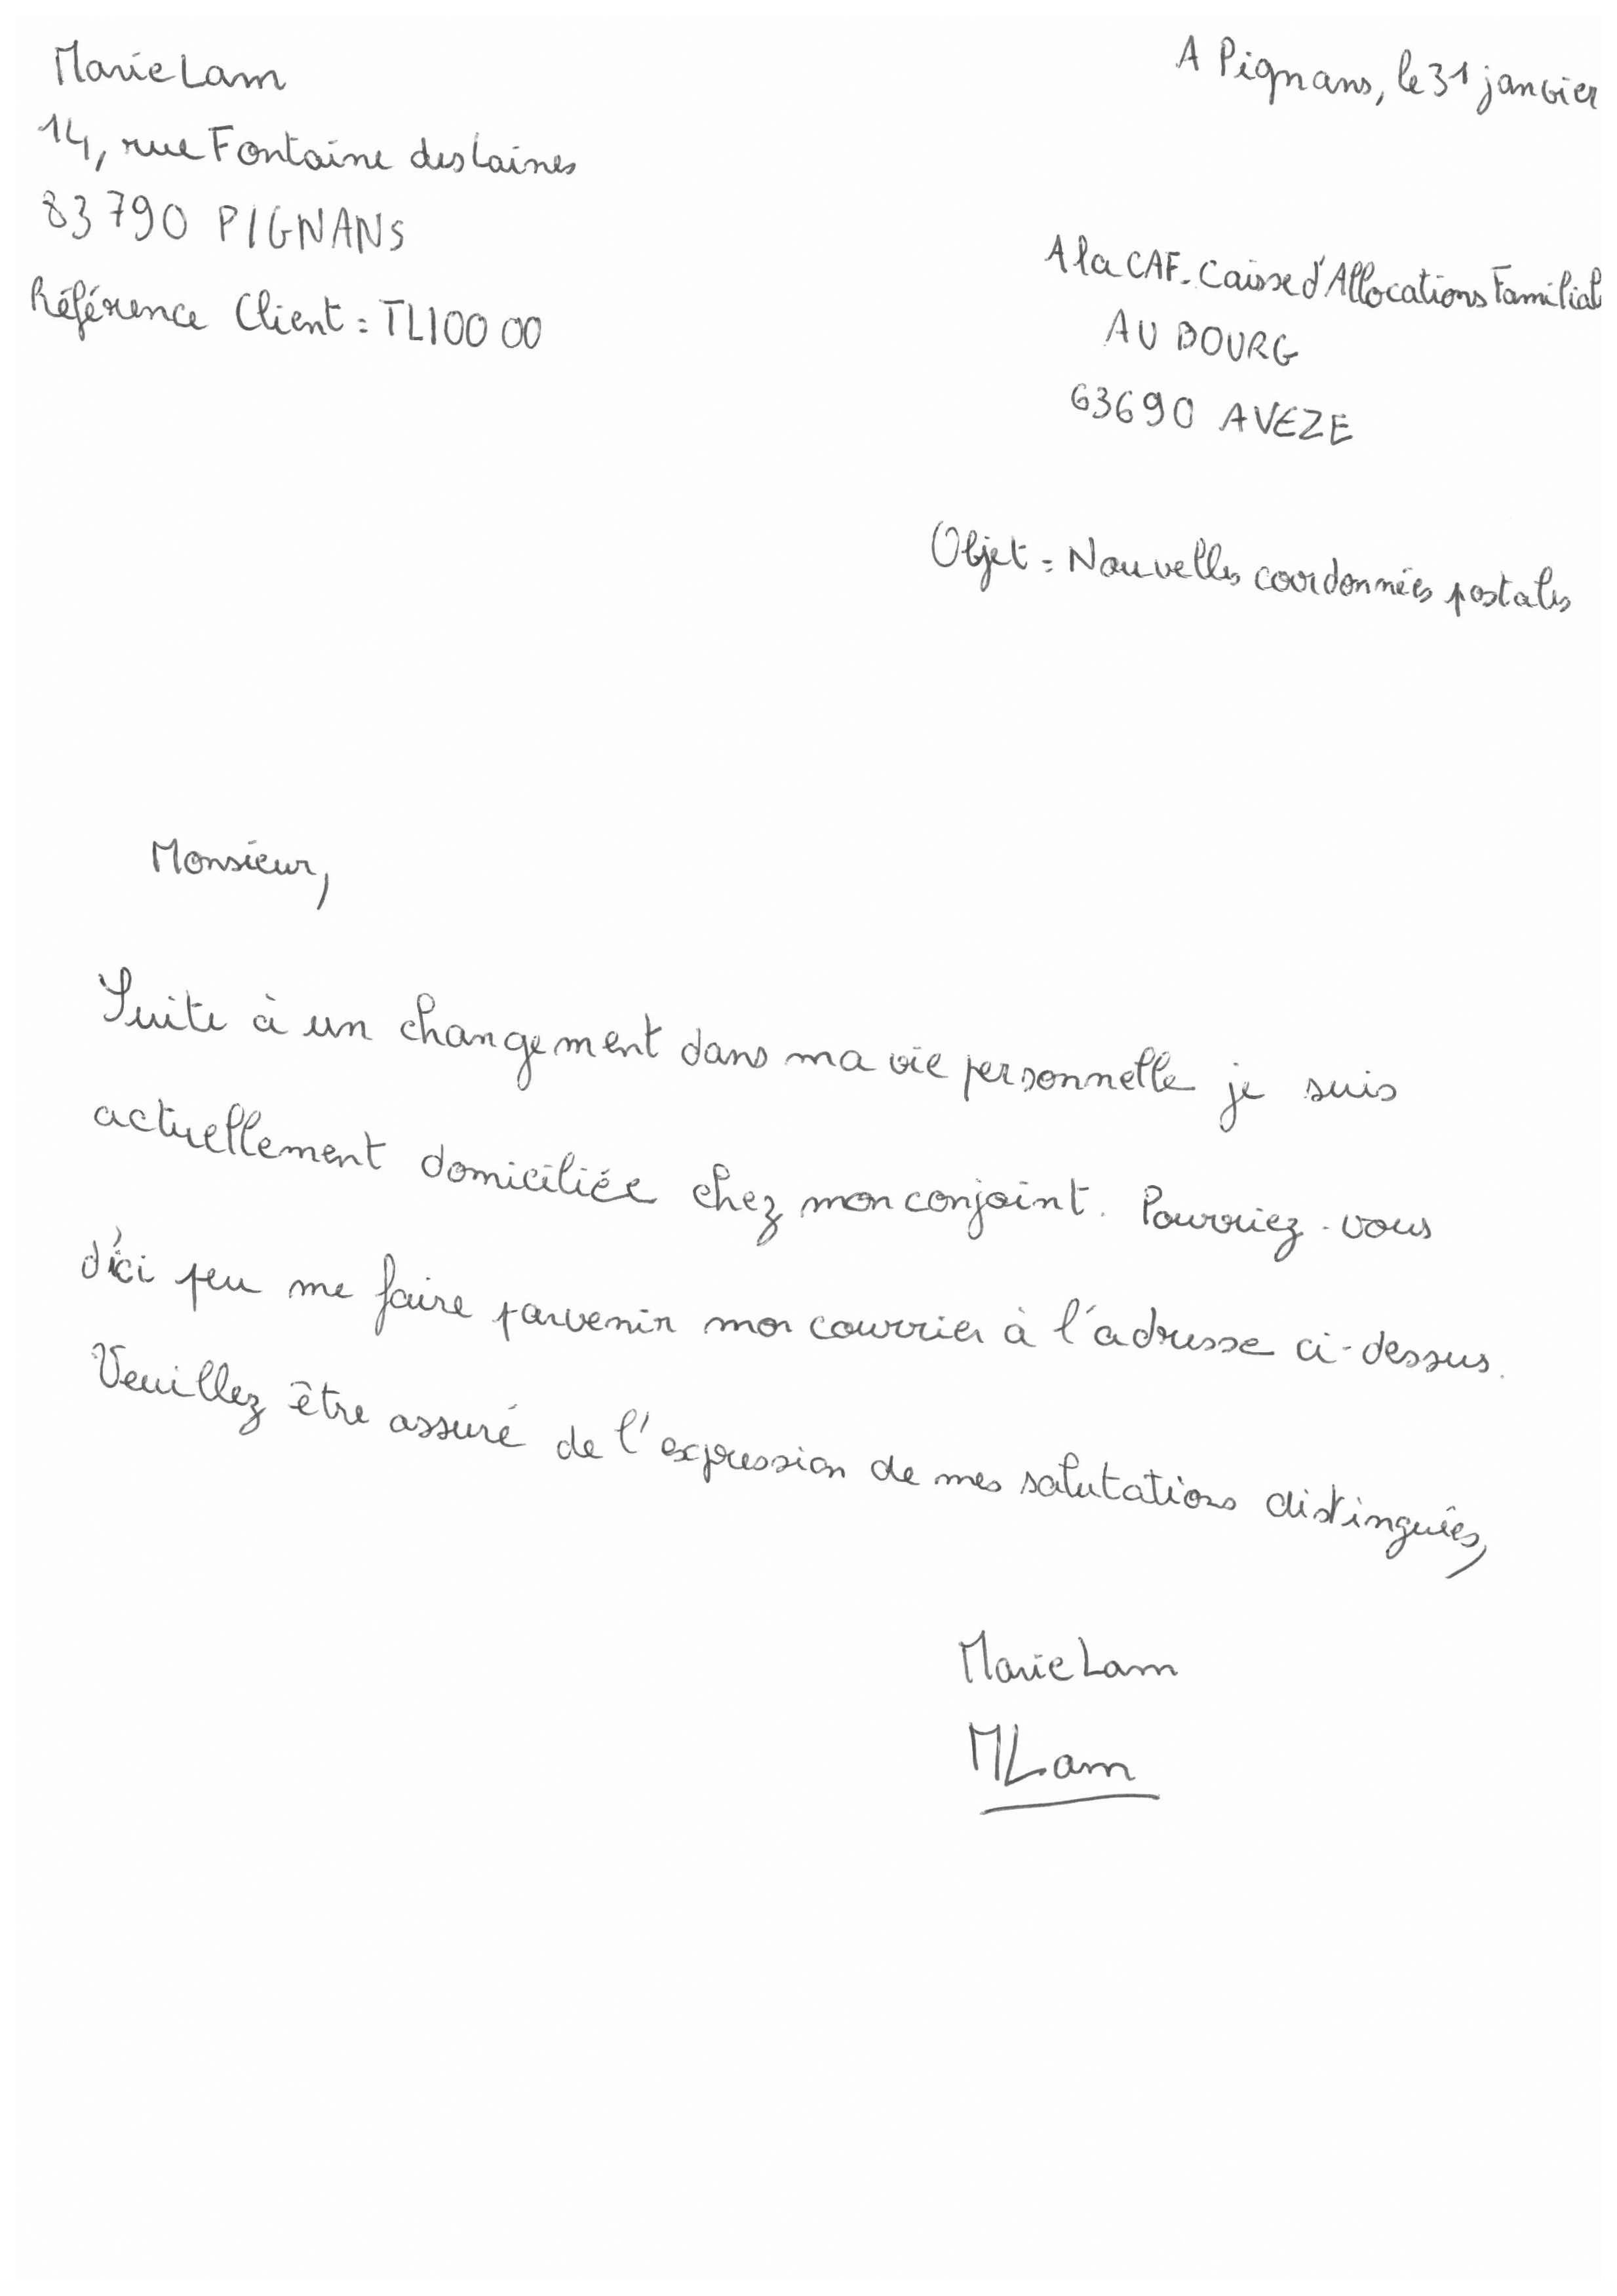 Marie Lam
14, rue Fontaine des Laines
83790 PIGNANS
Référence Client : TLI00 00
A Pignans, le 31 janvier
A la CAF. Caisse d'Allocations Familial
AU BOURG
63690 AVEZE
Objet : Nouvelles coordonnées postales
Monsieur,
Suite à un changement dans ma vie personnelle je suis
actuellement domiciliée chez mon conjoint. Pourriez-vous
d'ici peu me faire parvenir mon courrier à l'adresse ci-dessus.
Veuillez être assuré de l'expression de mes salutations distinguées,
Marie Lam
MLam